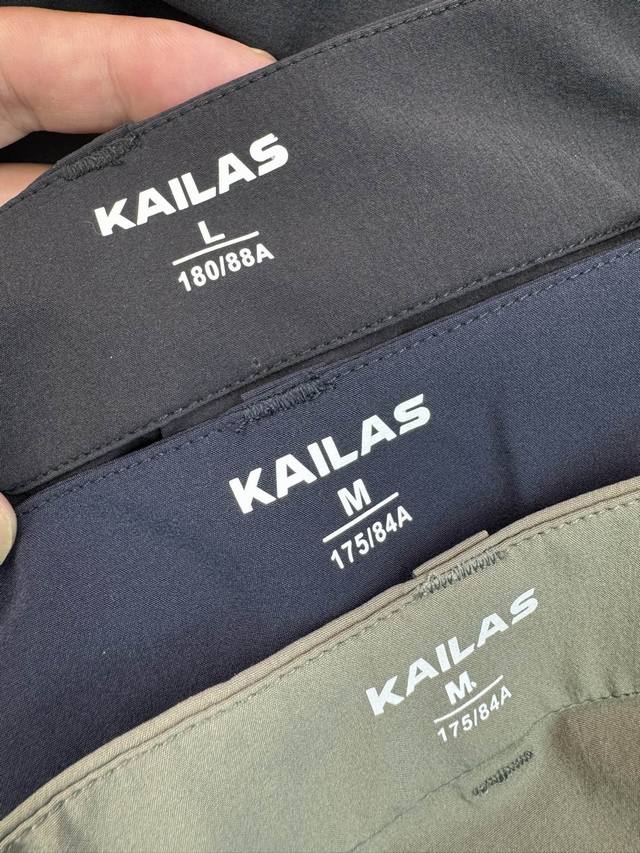 KAILAS
L
180/88A
KAILAS
M
175/84A
KAILAS
M.
175/84A